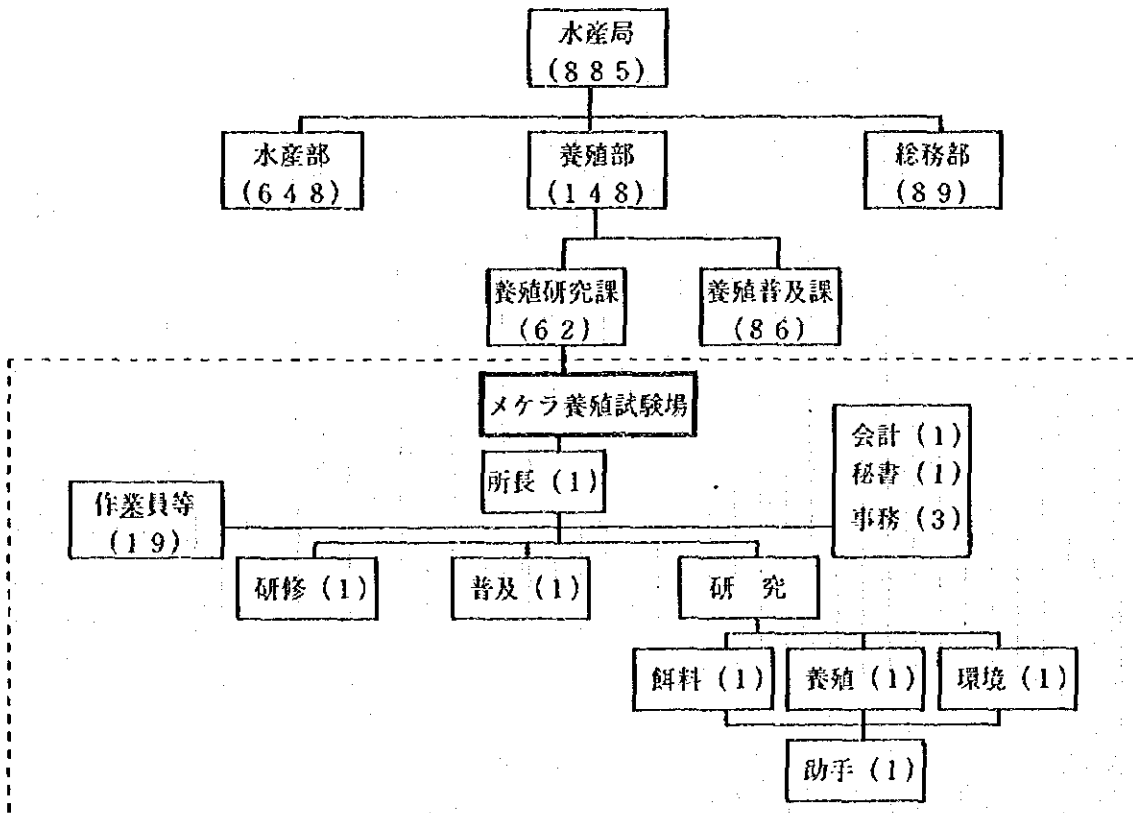 水産局
(885)
水産部
(648)
養殖部
(148)
総務部
(89)
養殖研究課
(62)
養殖普及課
(86)
メケラ養殖試験場
所長(1)
会計(1)
秘書(1)
事務(3)
作業員等
(19)
研修(1)
普及(1)
研 究
餌料(1)
養殖(1)
環境(1)
助手(1)